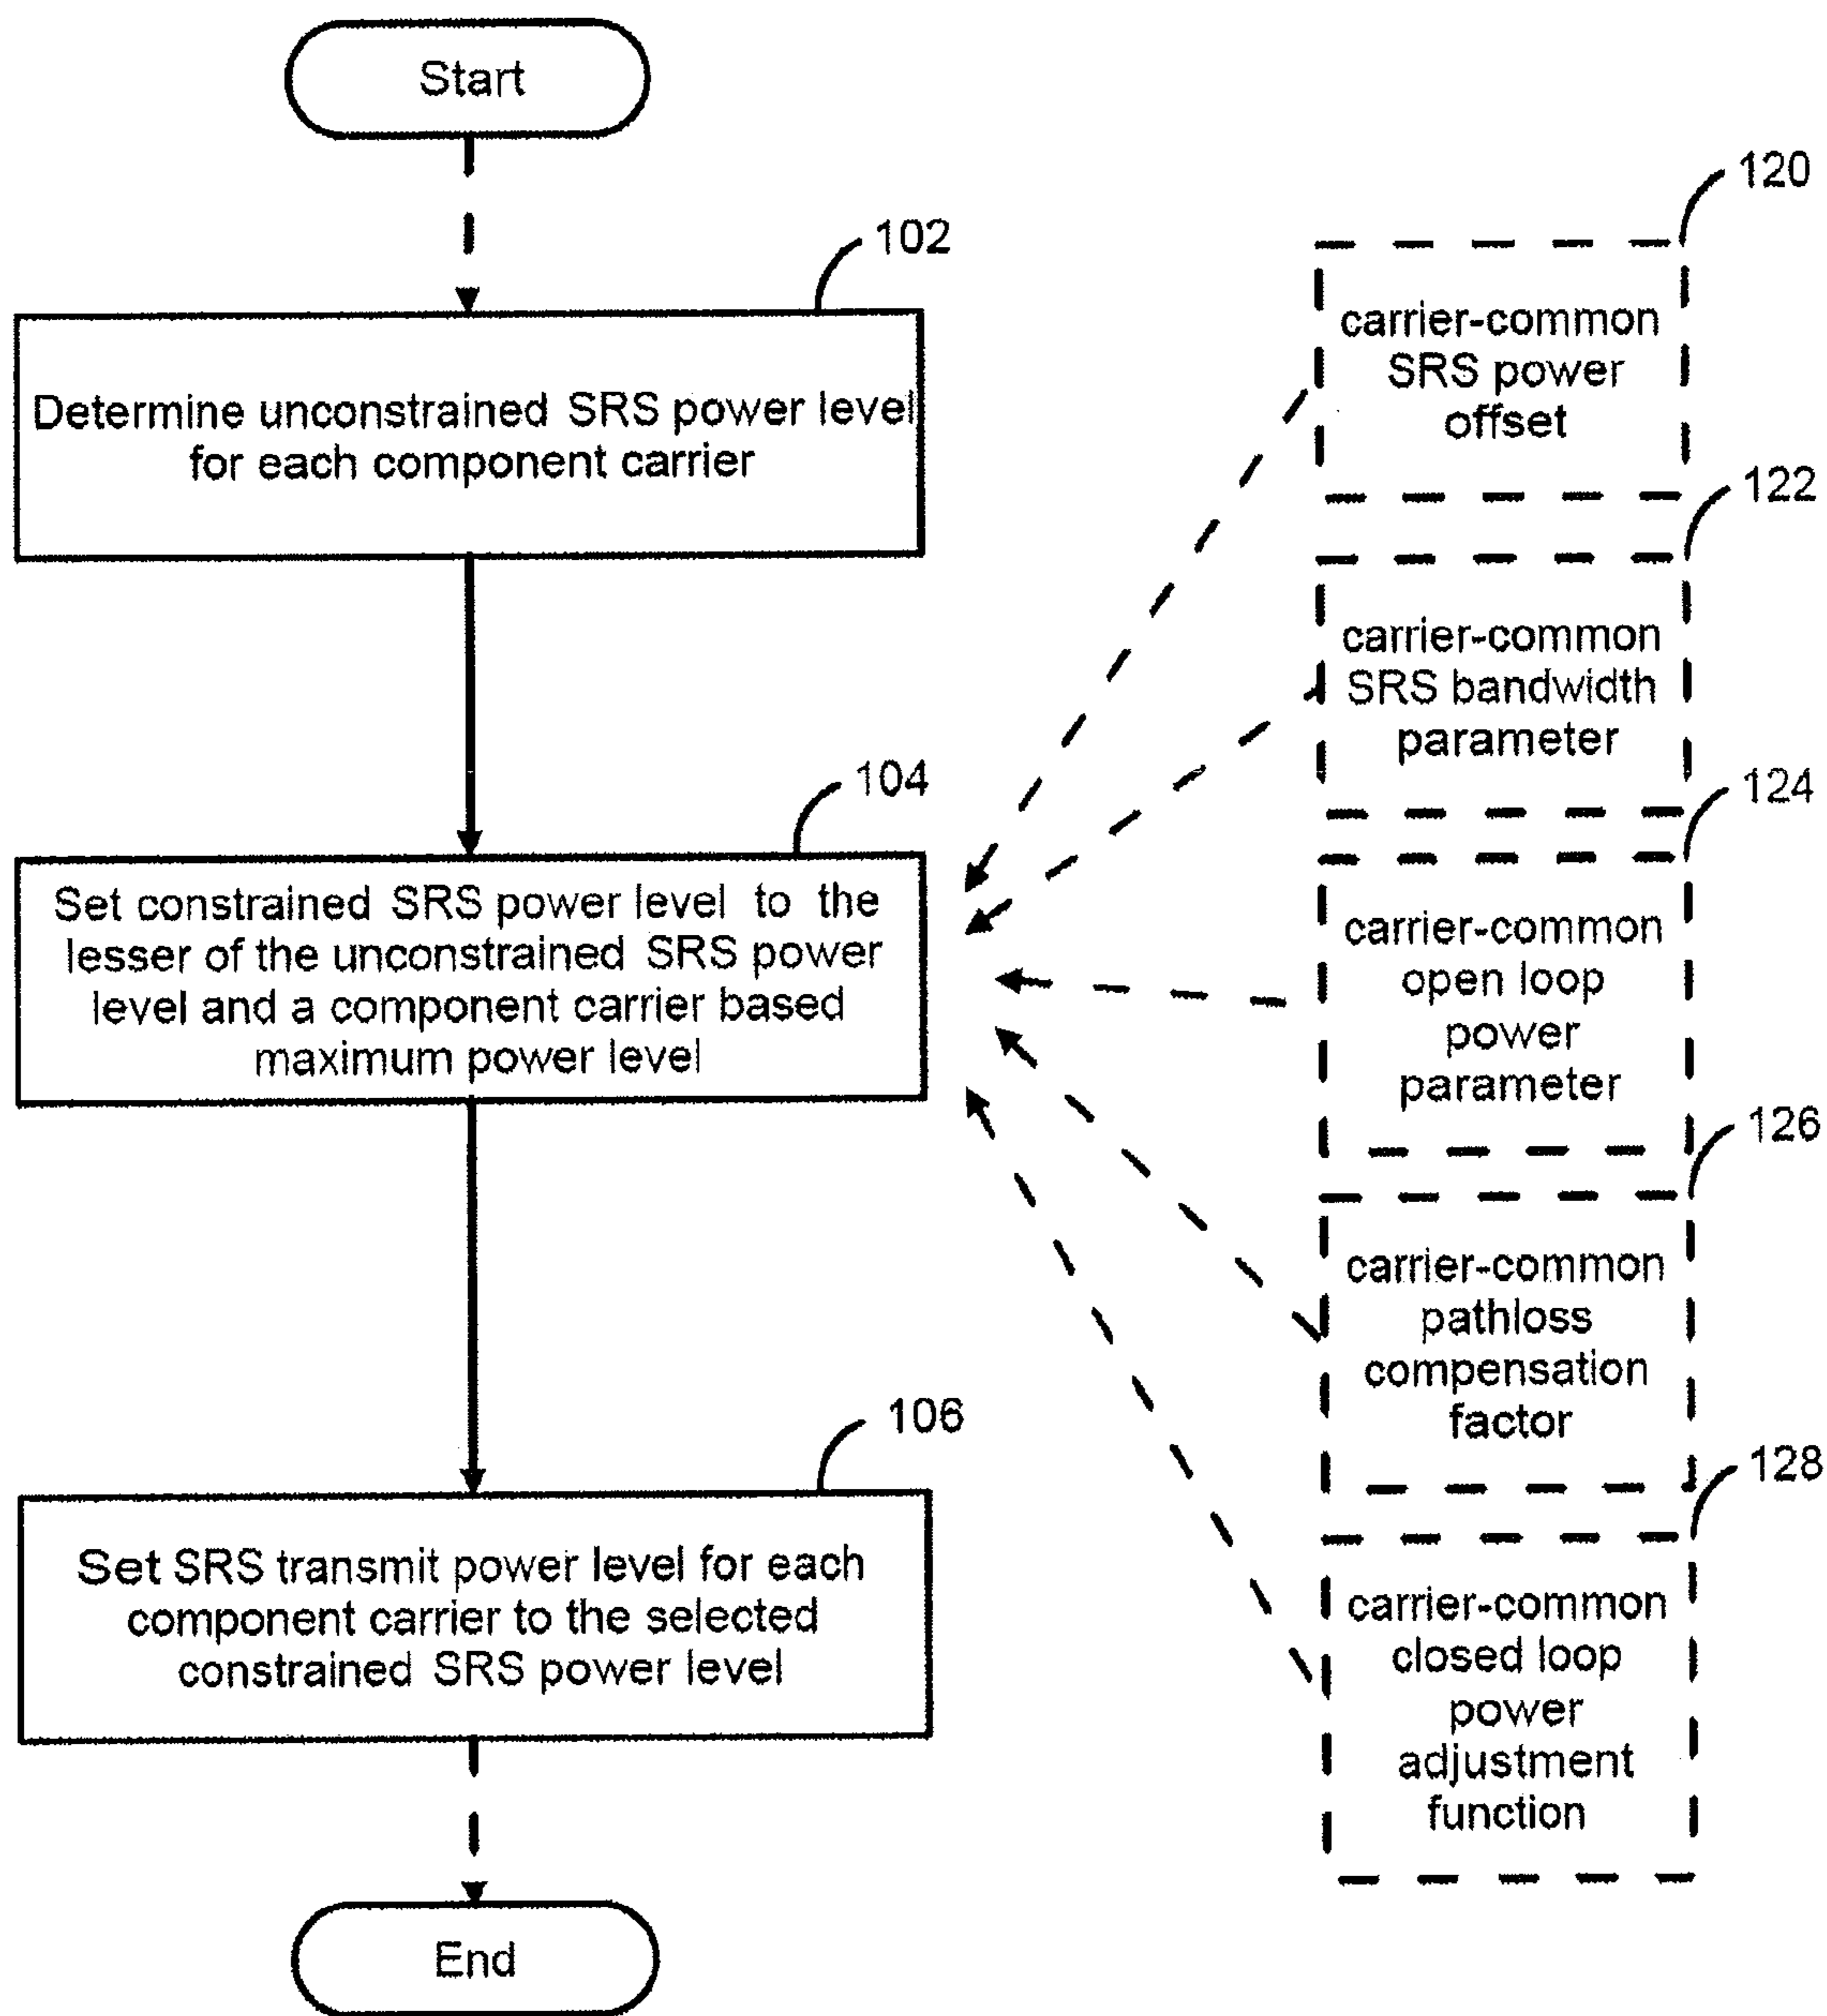 Start
102
Determine unconstrained SRS power level
for each component carrier
104
Set constrained SRS power level to the
lesser of the unconstrained SRS power
level and a component carrier based
maximum power level
106
Set SRS transmit power level for each
component carrier to the selected
constrained SRS power level
End
120
carrier-common
SRS power
offset
122
carrier-common
SRS bandwidth
parameter
124
carrier-common
open loop
power
parameter
126
carrier-common
pathloss
compensation
factor
128
carrier-common
closed loop
power
adjustment
function